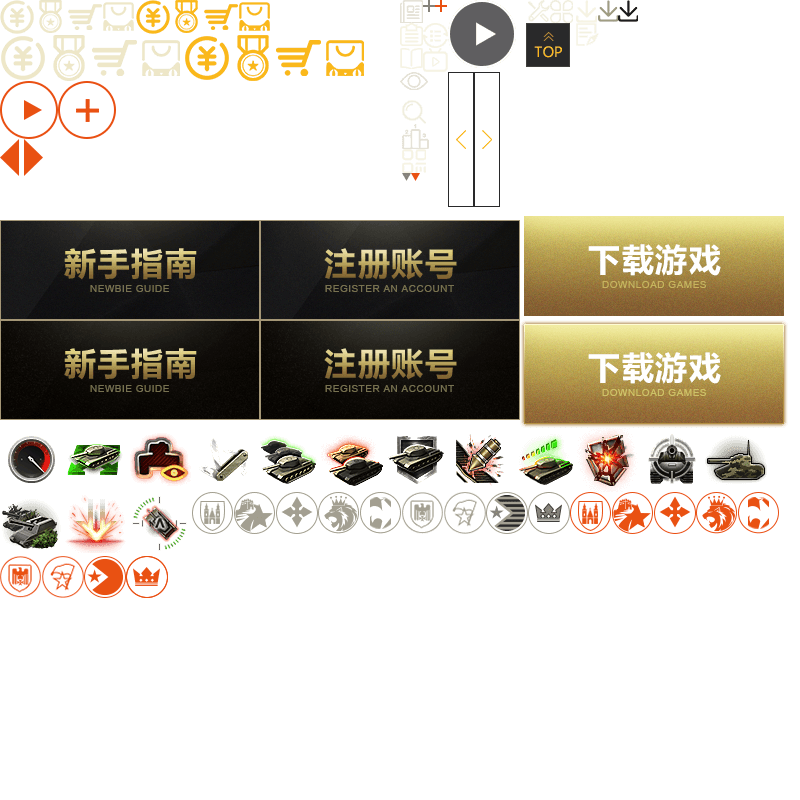 TOP
新手指南
NEWBIE GUIDE
注册账号
REGISTER AN ACCOUNT
下载游戏
DOWNLOAD GAMES
新手指南
NEWBIE GUIDE
注册账号
REGISTER AN ACCOUNT
下载游戏
DOWNLOAD GAMES